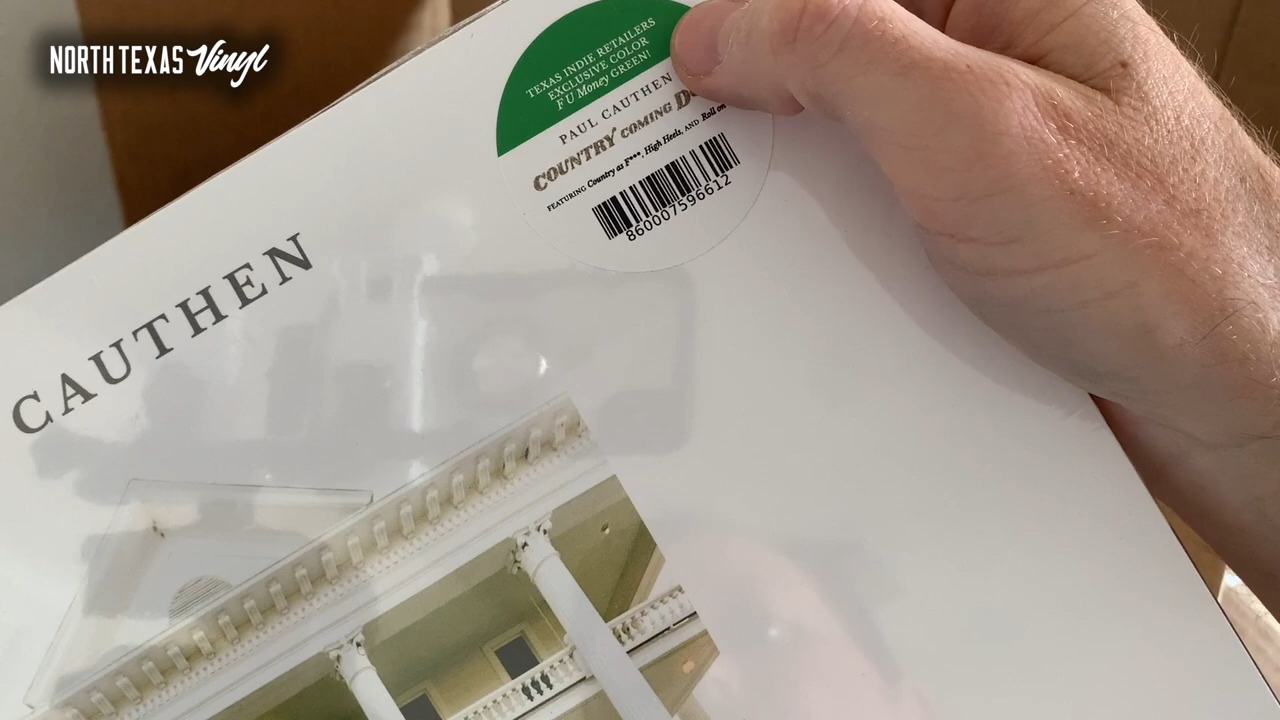 NORTH TEXAS Vinyl
TEXAS INDIE RETAILERS
EXCLUSIVE COLOR
F U Money GREEN!
PAUL CAUTHEN
COUNTRY COMING
FEATURING Country as F***, High Heels, AND Roll on
860007596612
CAUTHEN